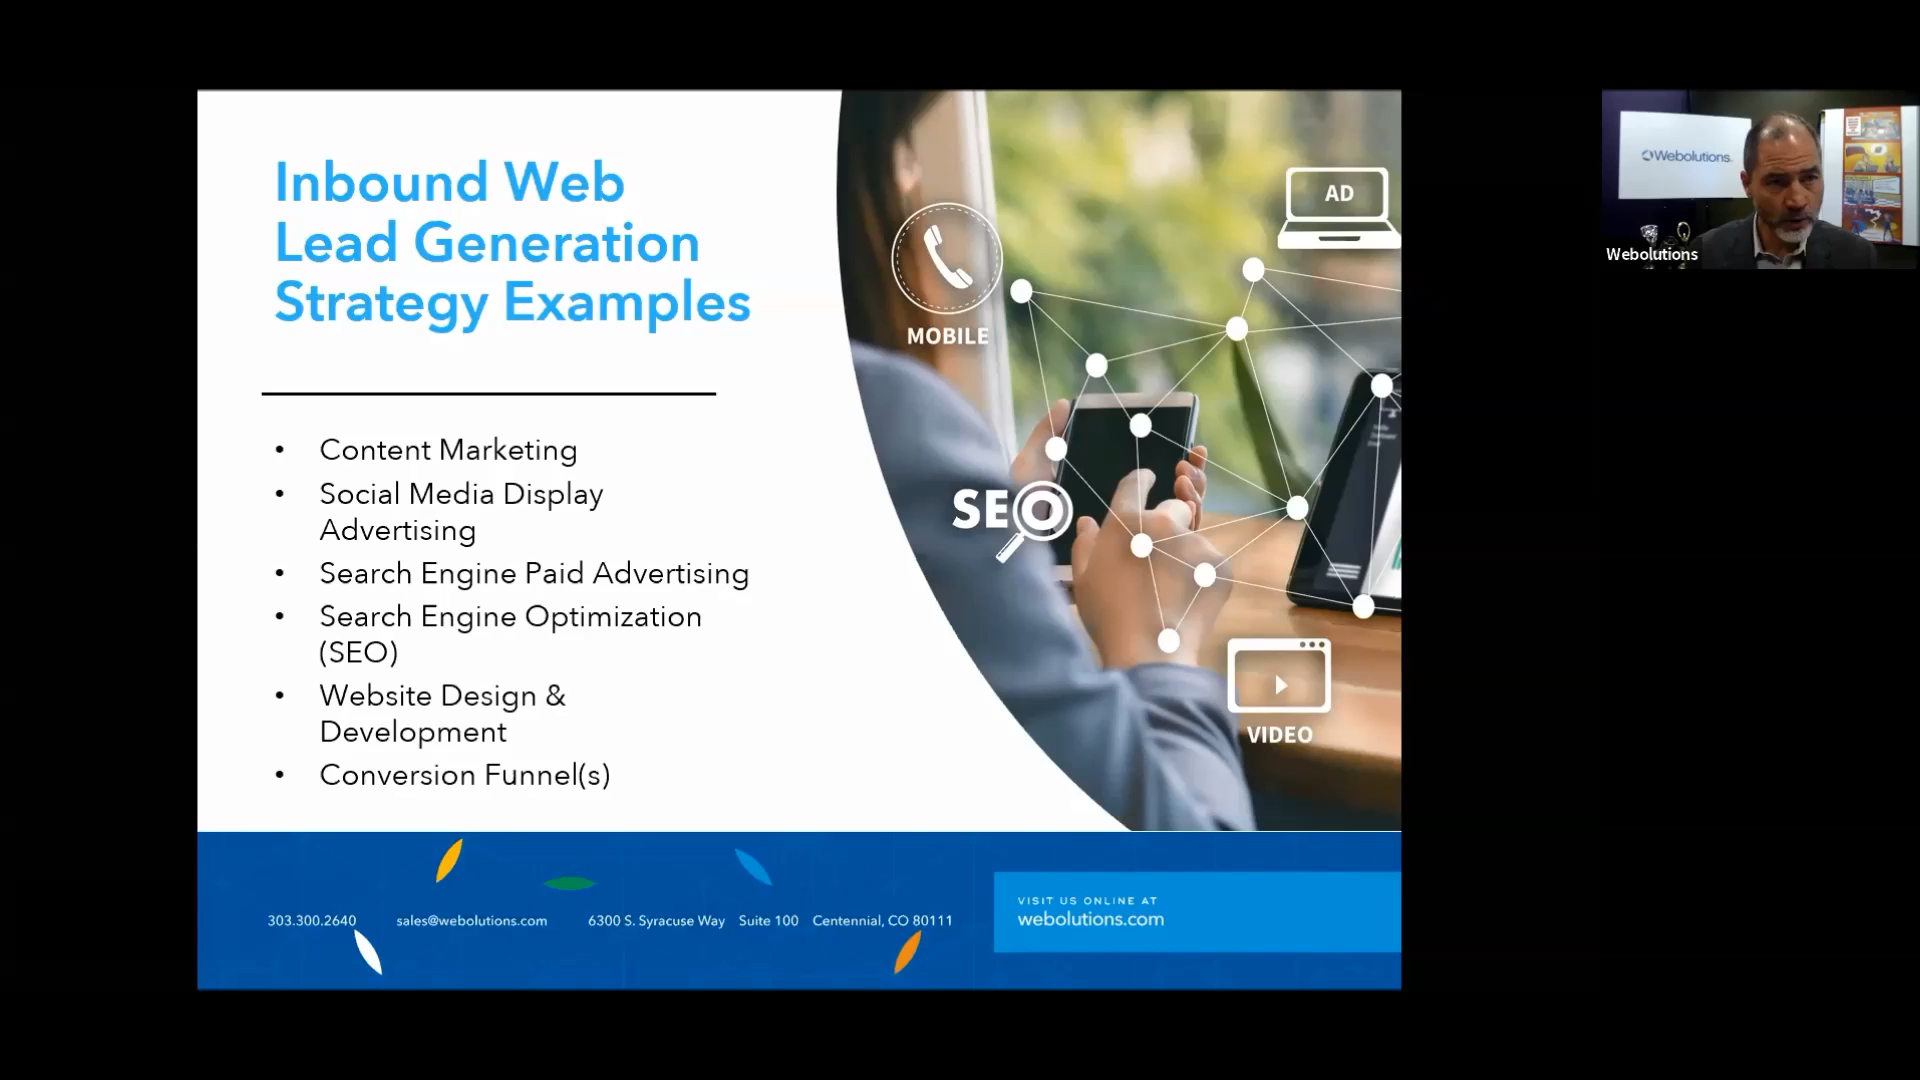 Inbound Web
Lead Generation
Strategy Examples
• Content Marketing
• Social Media Display
Advertising
• Search Engine Paid Advertising
• Search Engine Optimization
(SEO)
• Website Design &
Development
• Conversion Funnel(s)
MOBILE
AD
SEO
VIDEO
303.300.2640 sales@webolutions.com 6300 S. Syracuse Way Suite 100 Centennial, CO 80111
VISIT US ONLINE AT
webolutions.com
Webolutions
Webolutions